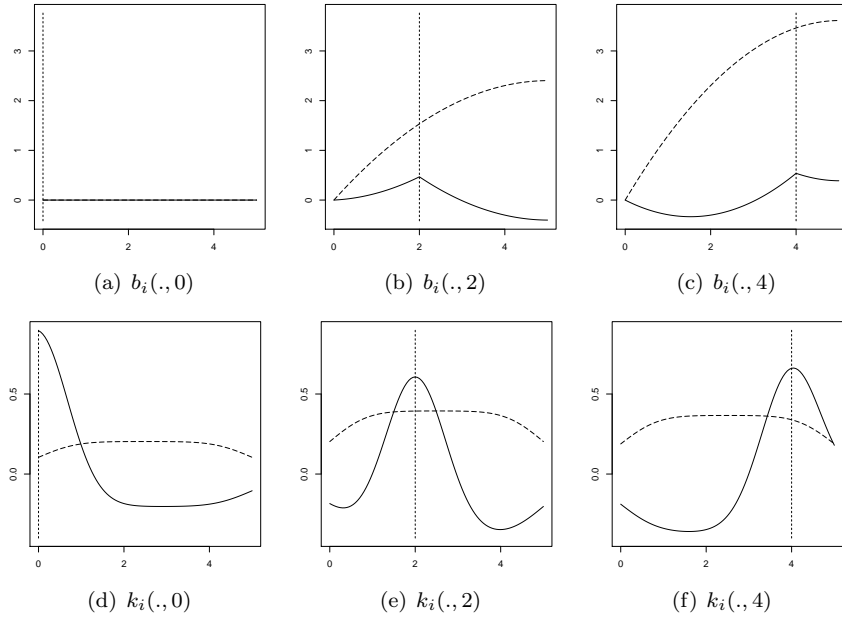 3
2
1
0
0 2 4
3
2
1
0
0 2 4
3
2
1
0
0 2 4
(a) b_i(., 0)
(b) b_i(., 2)
(c) b_i(., 4)
0.5
0.0
0 2 4
0.5
0.0
0 2 4
0.5
0.0
0 2 4
(d) k_i(., 0)
(e) k_i(., 2)
(f) k_i(., 4)